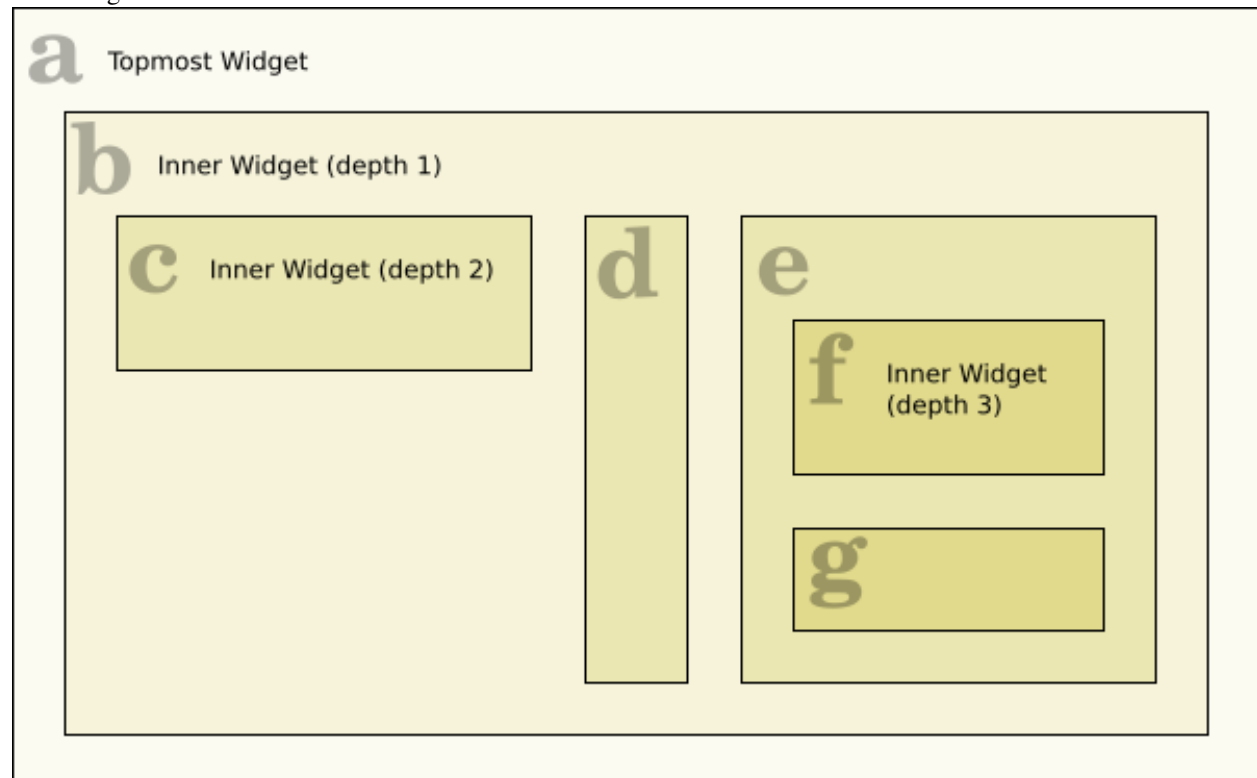 a Topmost Widget
b Inner Widget (depth 1)
c Inner Widget (depth 2)
d
e
f Inner Widget
(depth 3)
g